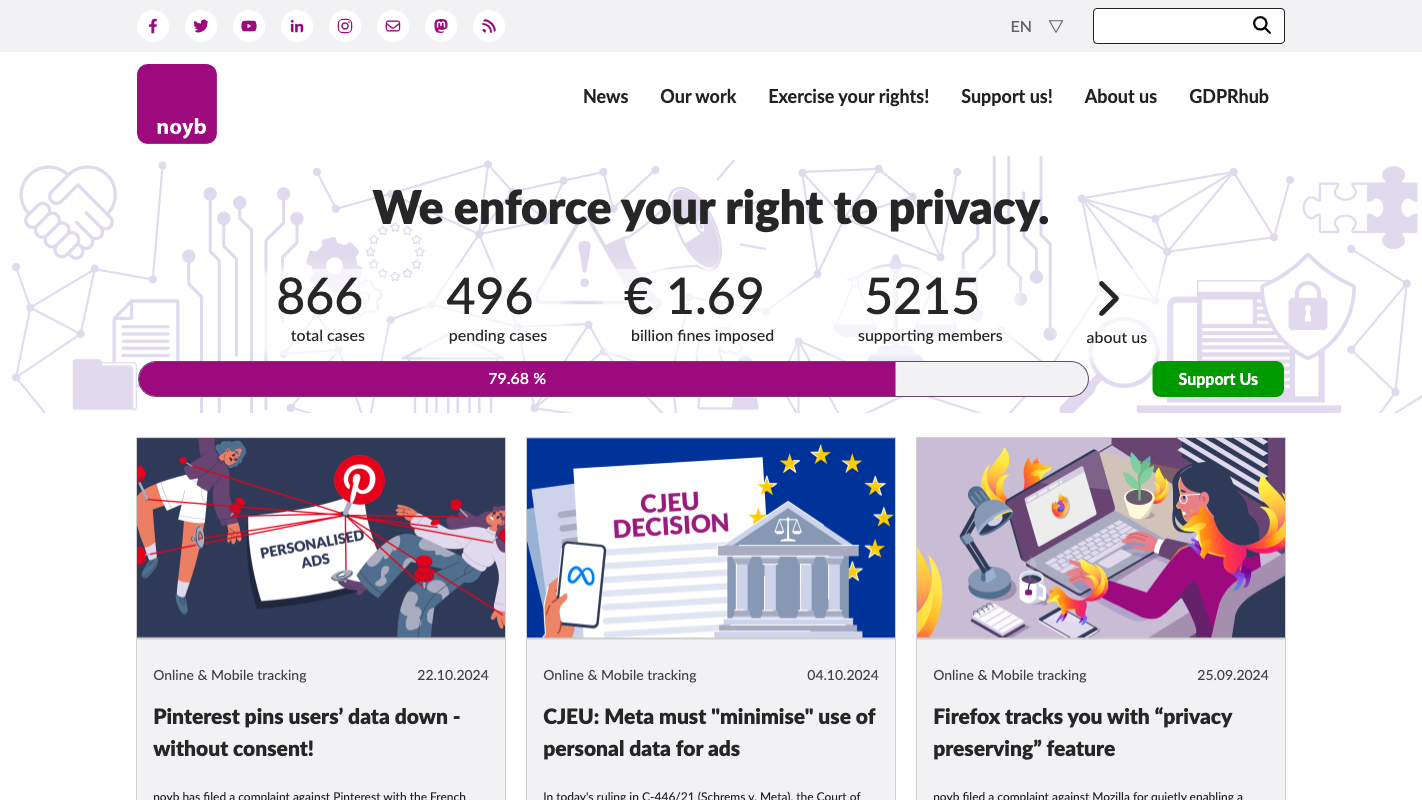 EN
noyb
News Our work Exercise your rights! Support us! About us GDPRhub
We enforce your right to privacy.
866 496 € 1.69 5215
total cases pending cases billion fines imposed supporting members about us
79.68 %
Support Us
PERSONALISED
ADS
CJEU
DECISION
Online & Mobile tracking 22.10.2024
Pinterest pins users’ data down -
without consent!
noyb has filed a complaint against Pinterest with the French
Online & Mobile tracking 04.10.2024
CJEU: Meta must "minimise" use of
personal data for ads
In today's ruling in C-446/21 (Schrems v. Meta), the Court of
Online & Mobile tracking 25.09.2024
Firefox tracks you with “privacy
preserving” feature
noyb filed a complaint against Mozilla for quietly enabling a